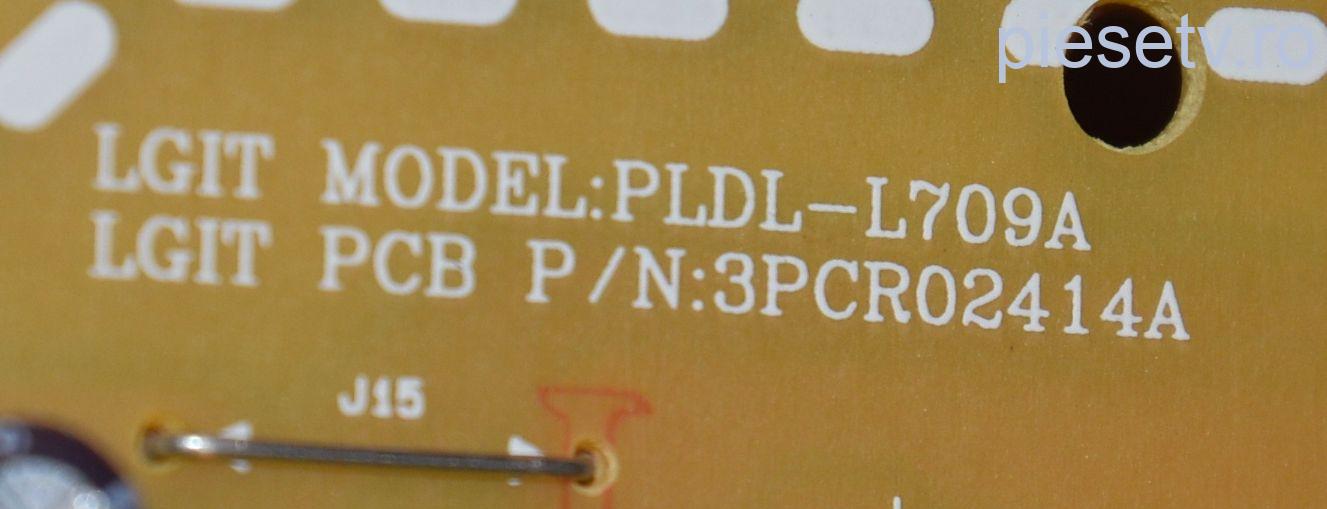 piesetv.ro
LGIT MODEL:PLDL-L709A
LGIT PCB P/N:3PCR02414A
J15